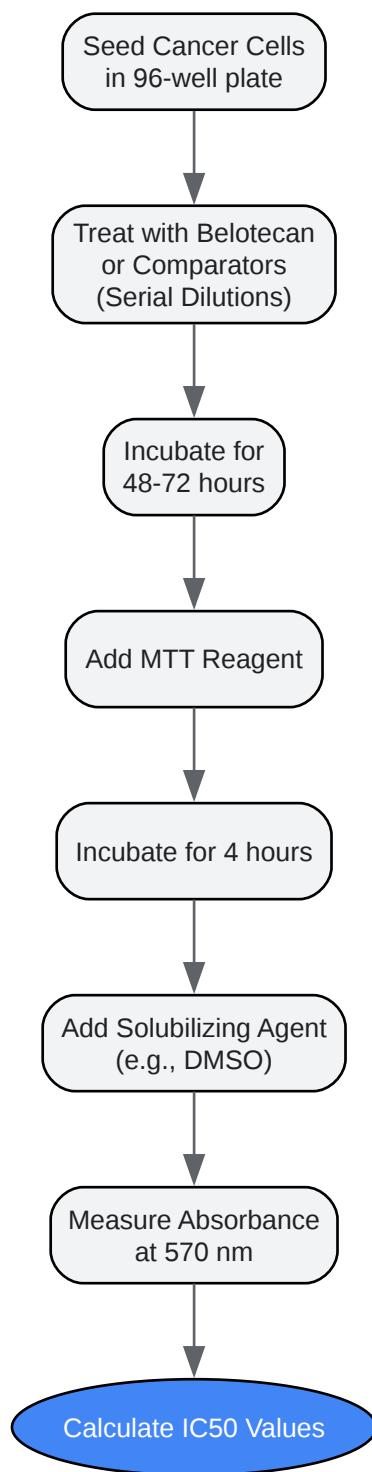 Seed Cancer Cells
in 96-well plate
Treat with Belotecan
or Comparators
(Serial Dilutions)
Incubate for
48-72 hours
Add MTT Reagent
Incubate for 4 hours
Add Solubilizing Agent
(e.g., DMSO)
Measure Absorbance
at 570 nm
Calculate IC50 Values